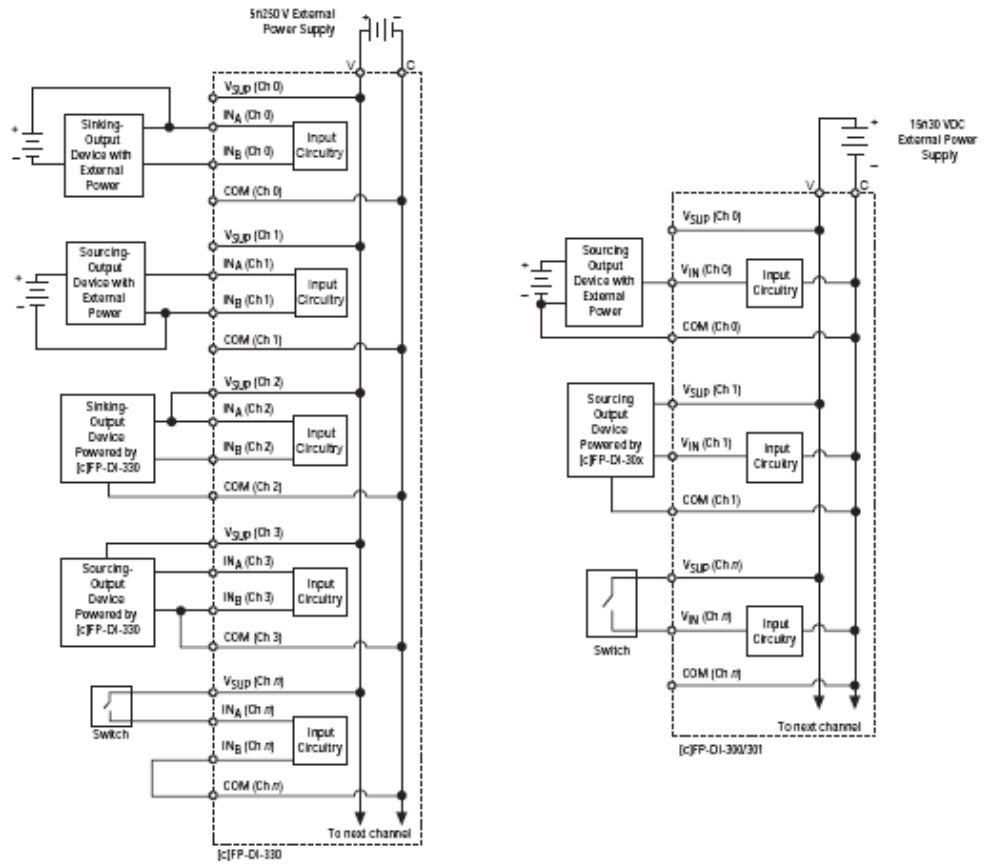 5n250 V External
Power Supply
+
−
V
C
VSUP (Ch 0)
INA (Ch 0)
INB (Ch 0)
COM (Ch 0)
Input
Circuitry
+
−
Sinking-
Output
Device with
External
Power
VSUP (Ch 1)
INA (Ch 1)
INB (Ch 1)
COM (Ch 1)
Input
Circuitry
+
−
Sourcing-
Output
Device with
External
Power
VSUP (Ch 2)
INA (Ch 2)
INB (Ch 2)
COM (Ch 2)
Input
Circuitry
Sinking-
Output
Device
Powered by
[c]FP-DI-330
VSUP (Ch 3)
INA (Ch 3)
INB (Ch 3)
COM (Ch 3)
Input
Circuitry
Sourcing-
Output
Device
Powered by
[c]FP-DI-330
VSUP (Ch n)
INA (Ch n)
INB (Ch n)
COM (Ch n)
Input
Circuitry
Switch
To next channel
[c]FP-DI-330
15n30 VDC
External Power
Supply
+
−
V
C
VSUP (Ch 0)
VIN (Ch 0)
COM (Ch 0)
Input
Circuitry
+
−
Sourcing
Output
Device with
External
Power
VSUP (Ch 1)
VIN (Ch 1)
COM (Ch 1)
Input
Circuitry
Sourcing
Output
Device
Powered by
[c]FP-DI-30x
VSUP (Ch n)
VIN (Ch n)
COM (Ch n)
Input
Circuitry
Switch
To next channel
[c]FP-DI-300/301